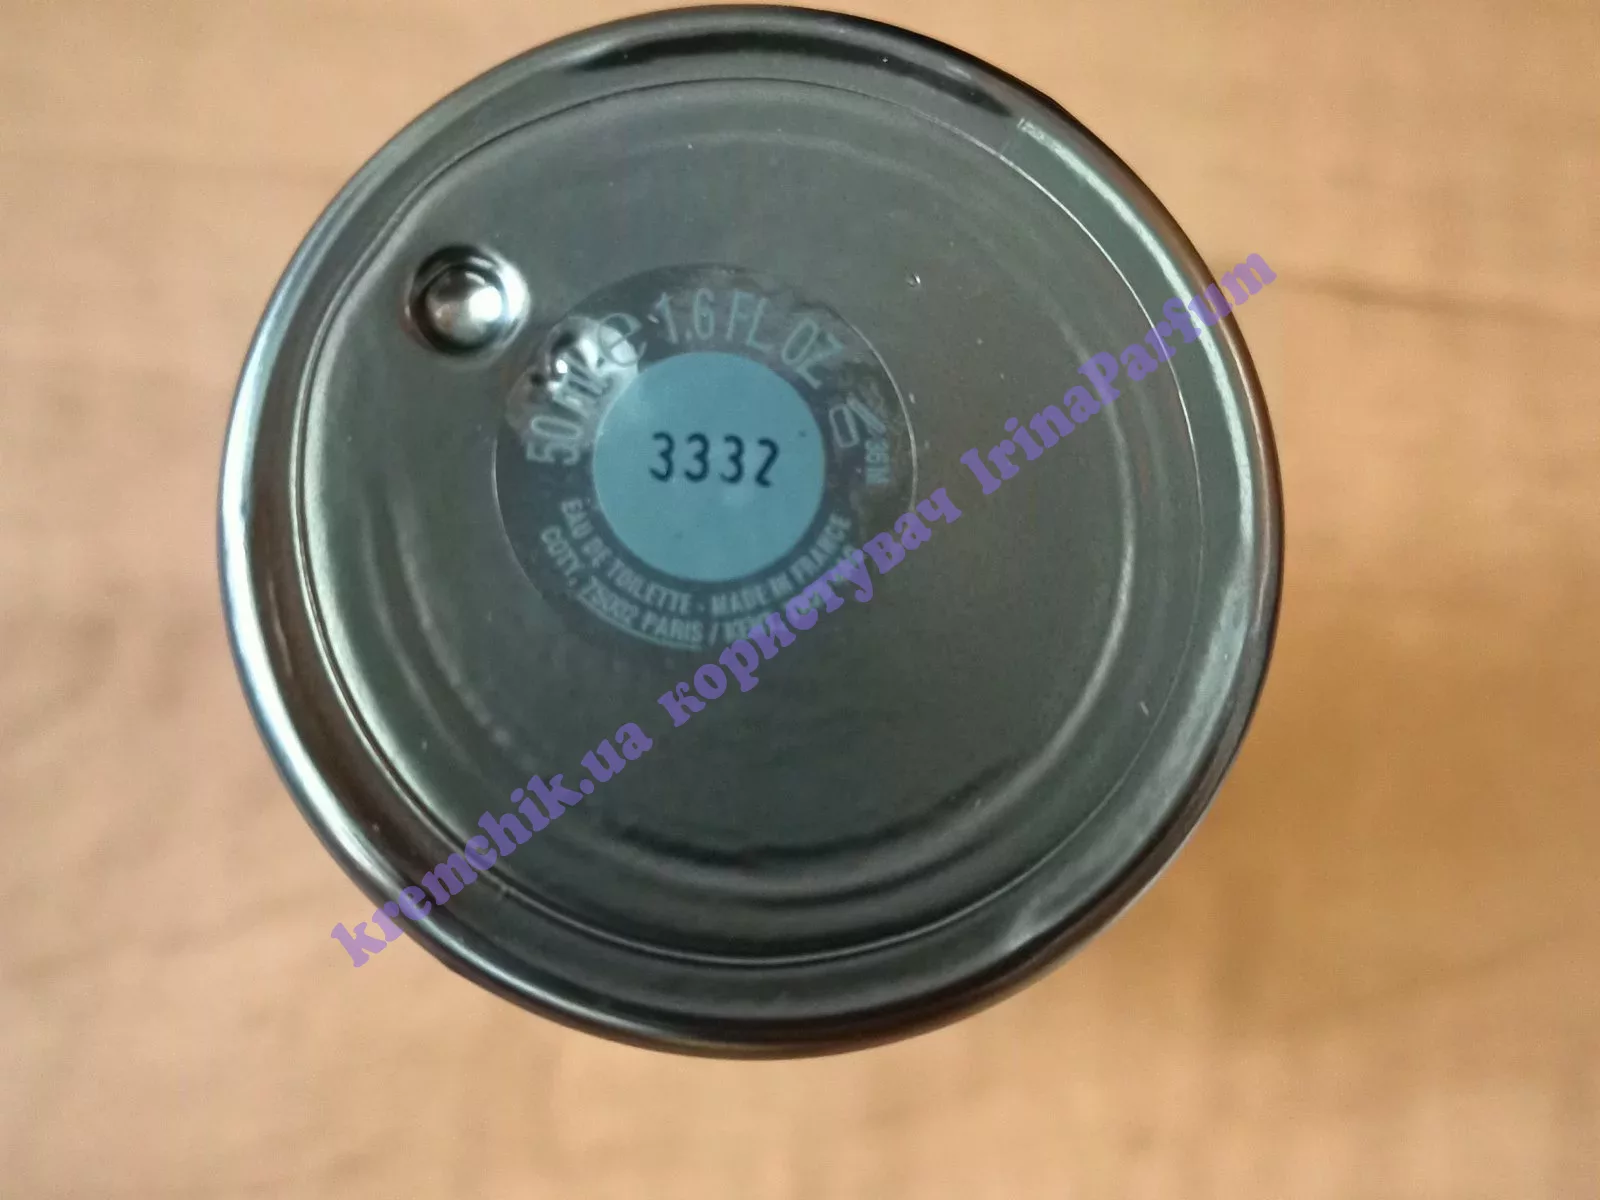 50 ml e 1.6 FL. OZ
36 M
3332
EAU DE TOILETTE - MADE IN FRANCE
COTY, 75002 PARIS /
kremchik.ua користувач IrinaParfum